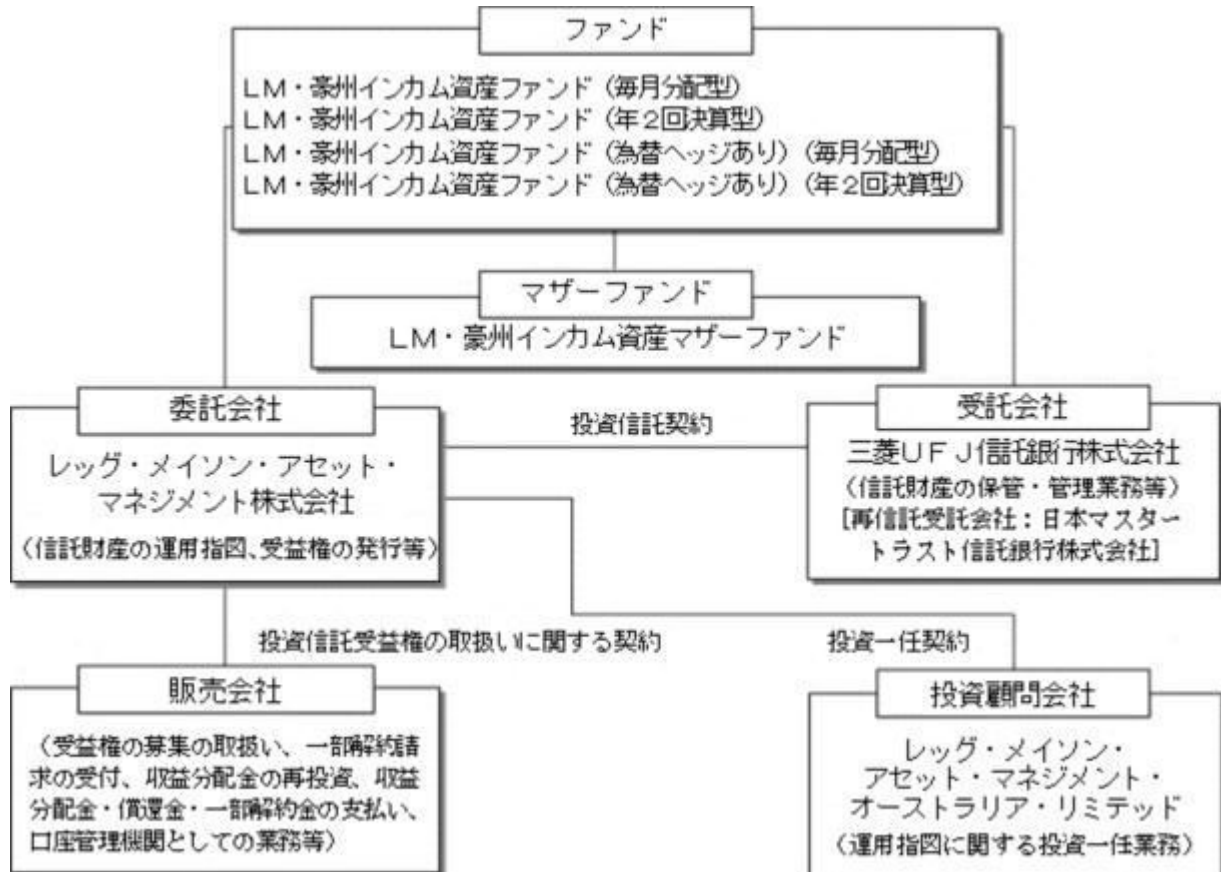 ファンド
LM・豪州インカム資産ファンド（毎月分配型）
LM・豪州インカム資産ファンド（年2回決算型）
LM・豪州インカム資産ファンド（為替ヘッジあり）（毎月分配型）
LM・豪州インカム資産ファンド（為替ヘッジあり）（年2回決算型）
マザーファンド
LM・豪州インカム資産マザーファンド
委託会社
レッグ・メイソン・アセット・
マネジメント株式会社
（信託財産の運用指図、受益権の発行等）
投資信託契約
受託会社
三菱UFJ信託銀行株式会社
（信託財産の保管・管理業務等）
[再信託受託会社：日本マスター
トラスト信託銀行株式会社]
投資信託受益権の取扱いに関する契約
投資一任契約
販売会社
（受益権の募集の取扱い、一部解約請
求の受付、収益分配金の再投資、収益
分配金・償還金・一部解約金の支払い、
口座管理機関としての業務等）
投資顧問会社
レッグ・メイソン・
アセット・マネジメント・
オーストラリア・リミテッド
（運用指図に関する投資一任業務）